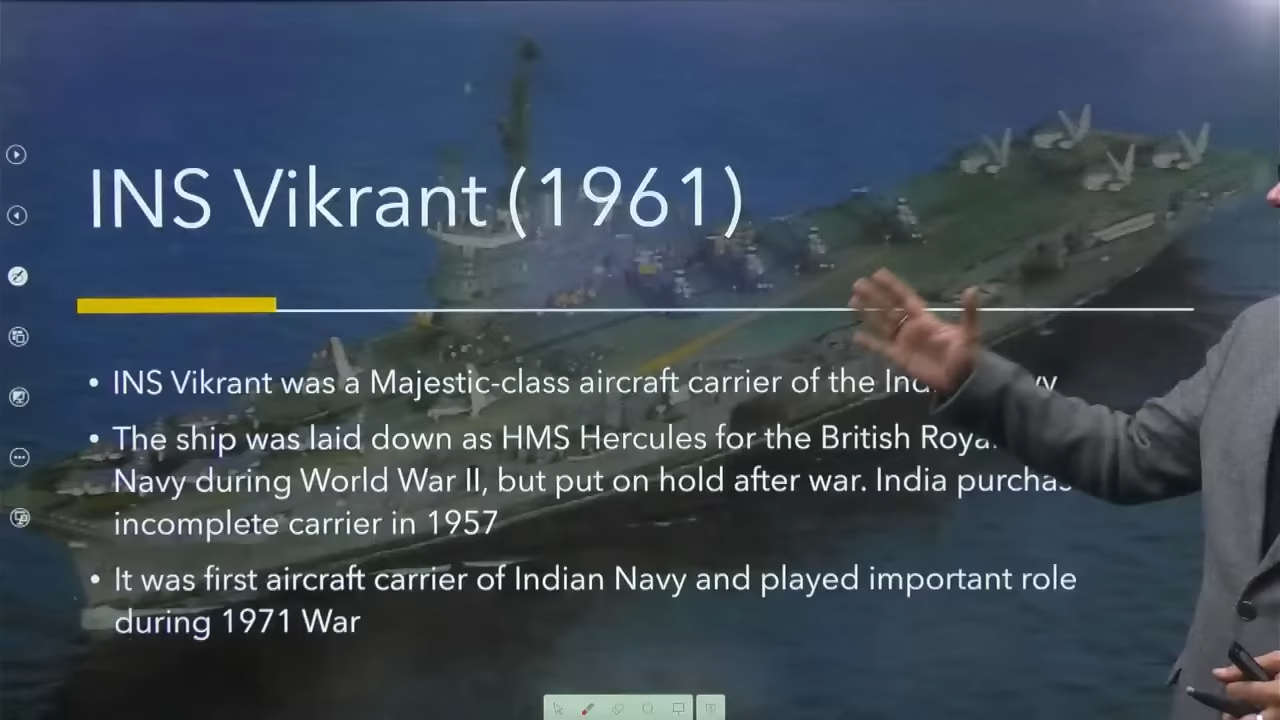 INS Vikrant (1961)
• INS Vikrant was a Majestic-class aircraft carrier of the
• The ship was laid down as HMS Hercules for the British
Navy during World War II, but put on hold after war. India
incomplete carrier in 1957
• It was first aircraft carrier of Indian Navy and played important role
during 1971 War